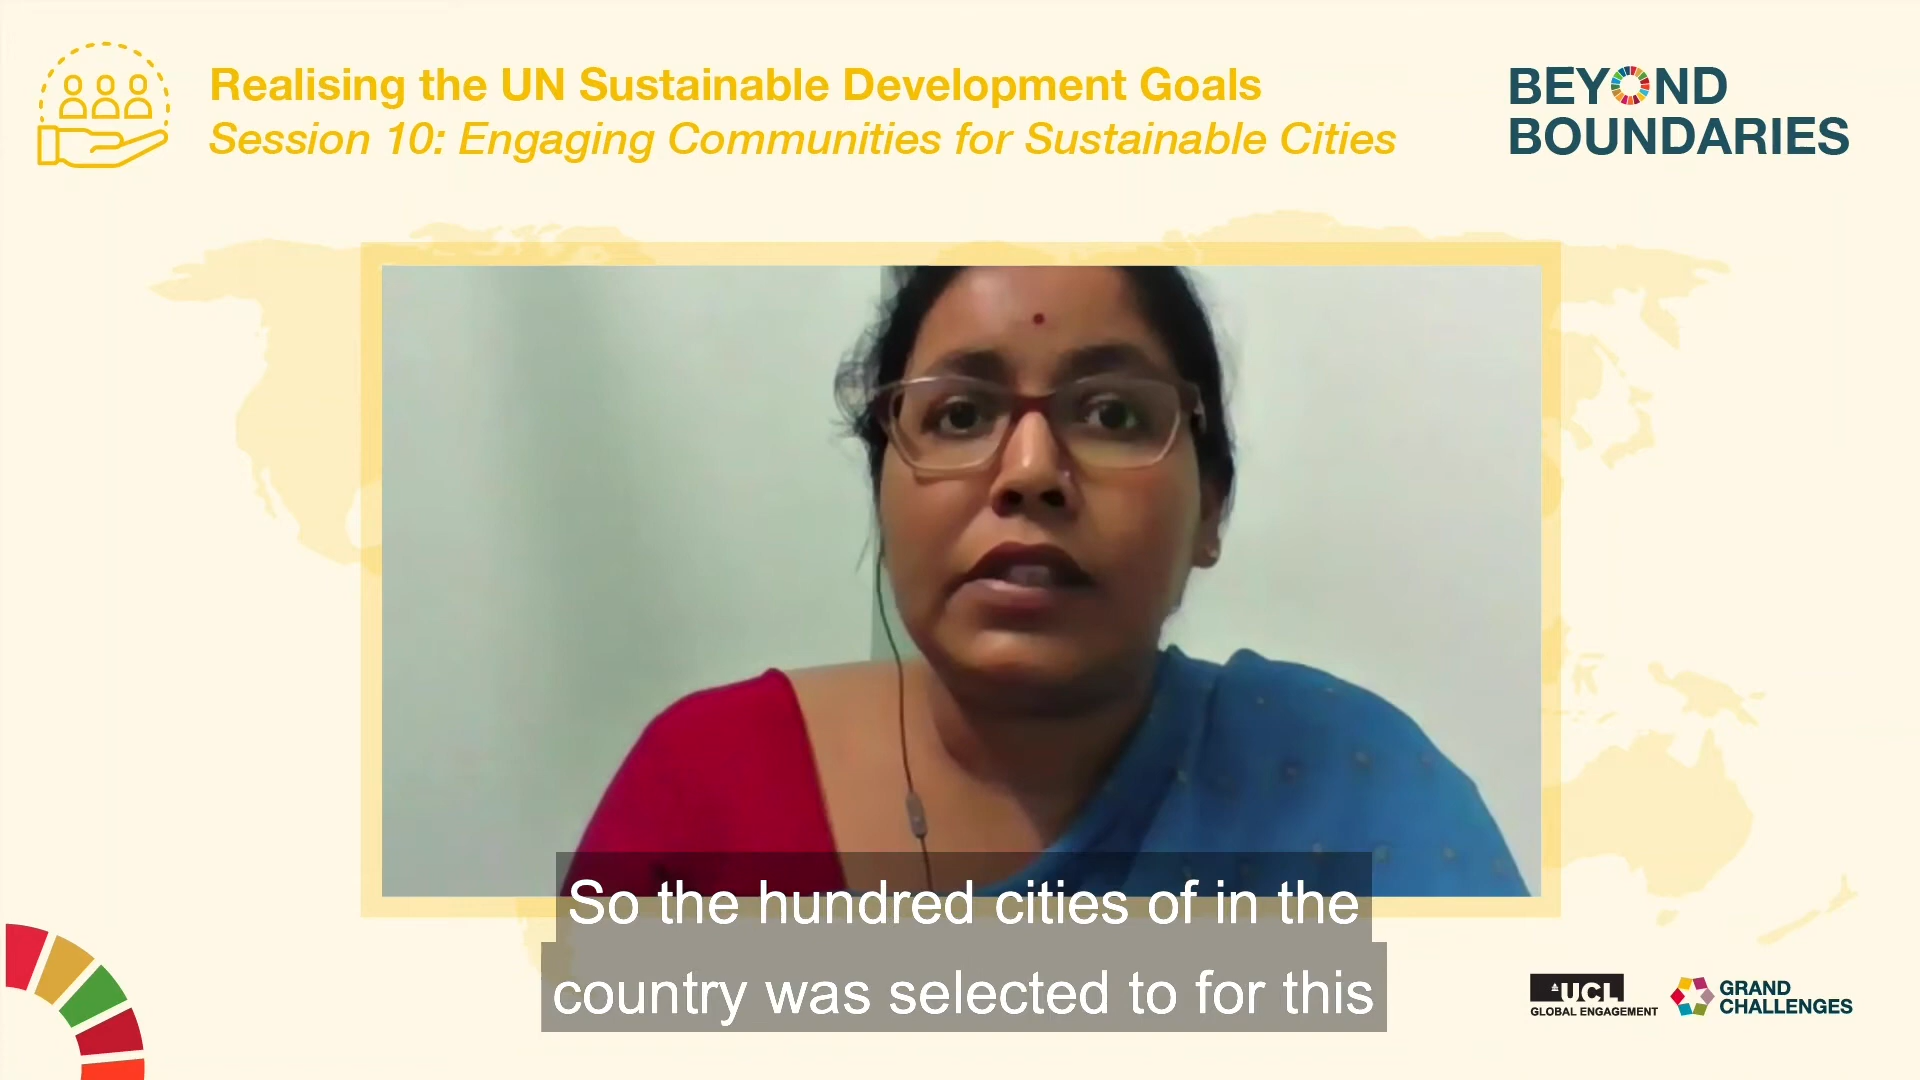 Realising the UN Sustainable Development Goals
Session 10: Engaging Communities for Sustainable Cities
BEYOND
BOUNDARIES
So the hundred cities of in the
country was selected to for this
UCL
GLOBAL ENGAGEMENT
GRAND
CHALLENGES